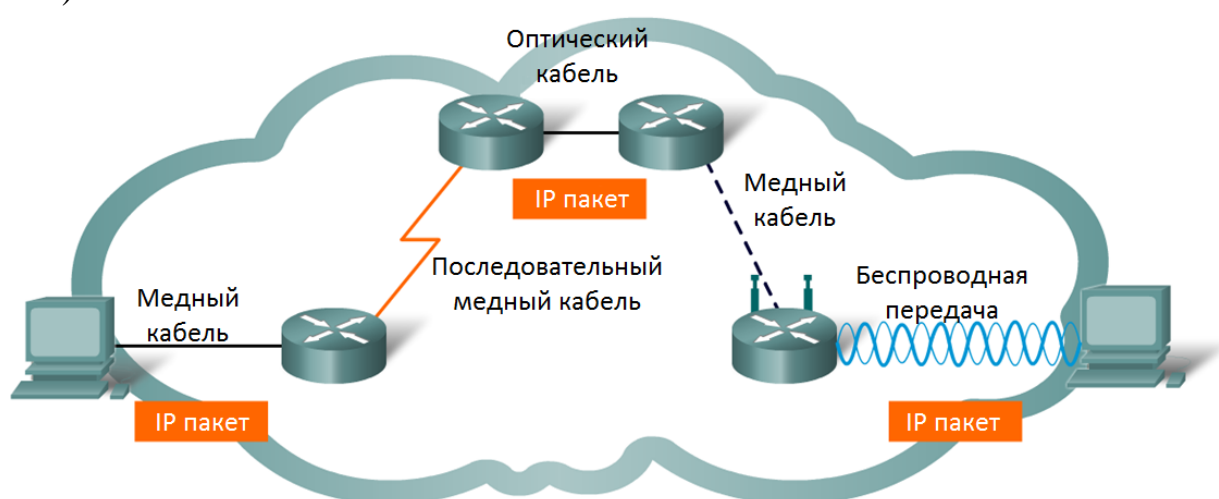 )
Оптический
кабель
IP пакет
Медный
кабель
Последовательный
медный кабель
Беспроводная
передача
Медный
кабель
IP пакет
IP пакет